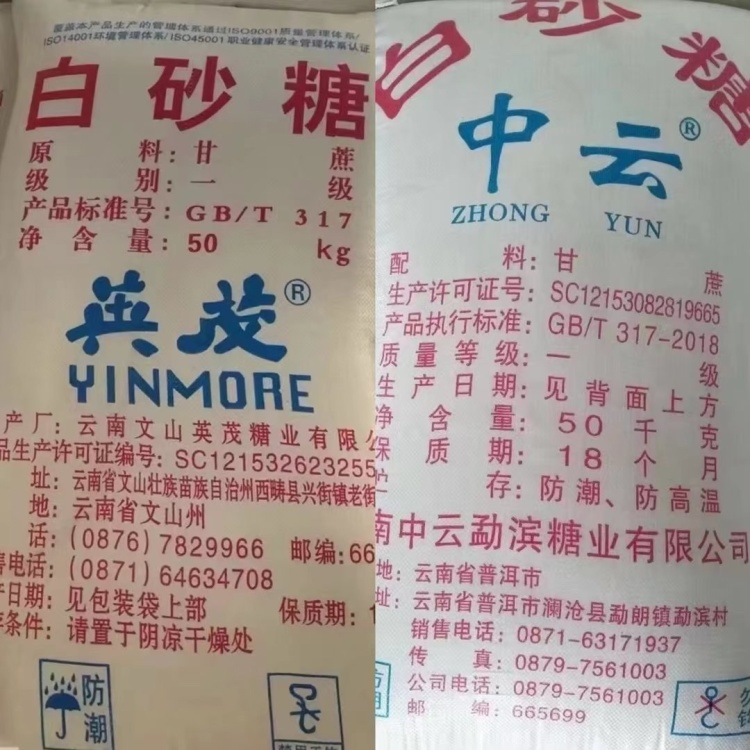 覆盖本产品生产的管理体系通过ISO9001质量管理体系/
ISO14001环境管理体系/ISO45001职业健康安全管理体系认证
白砂糖
原料：甘蔗
级别：一级
产品标准号：GB/T 317
净含量：50 kg
英茂®
YINMORE
产厂：云南文山英茂糖业有限
品生产许可证编号：SC121532623255
址：云南省文山壮族苗族自治州西畴县兴街镇老街
地：云南省文山州
话：(0876)7829966 邮编：66
售电话：(0871)64634708
产日期：见包装袋上部 保质期：1
存条件：请置于阴凉干燥处
防潮
白砂糖
中云®
ZHONG YUN
配料：甘蔗
生产许可证号：SC12153082819665
产品执行标准：GB/T 317-2018
质量等级：一级
生产日期：见背面上方
净含量：50千克
保质期：18个月
贮存：防潮、防高温
南中云勐滨糖业有限公司
地：云南省普洱市
址：云南省普洱市澜沧县勐朗镇勐滨村
销售电话：0871-63171937
传真：0879-7561003
公司电话：0879-7561003
邮编：665699